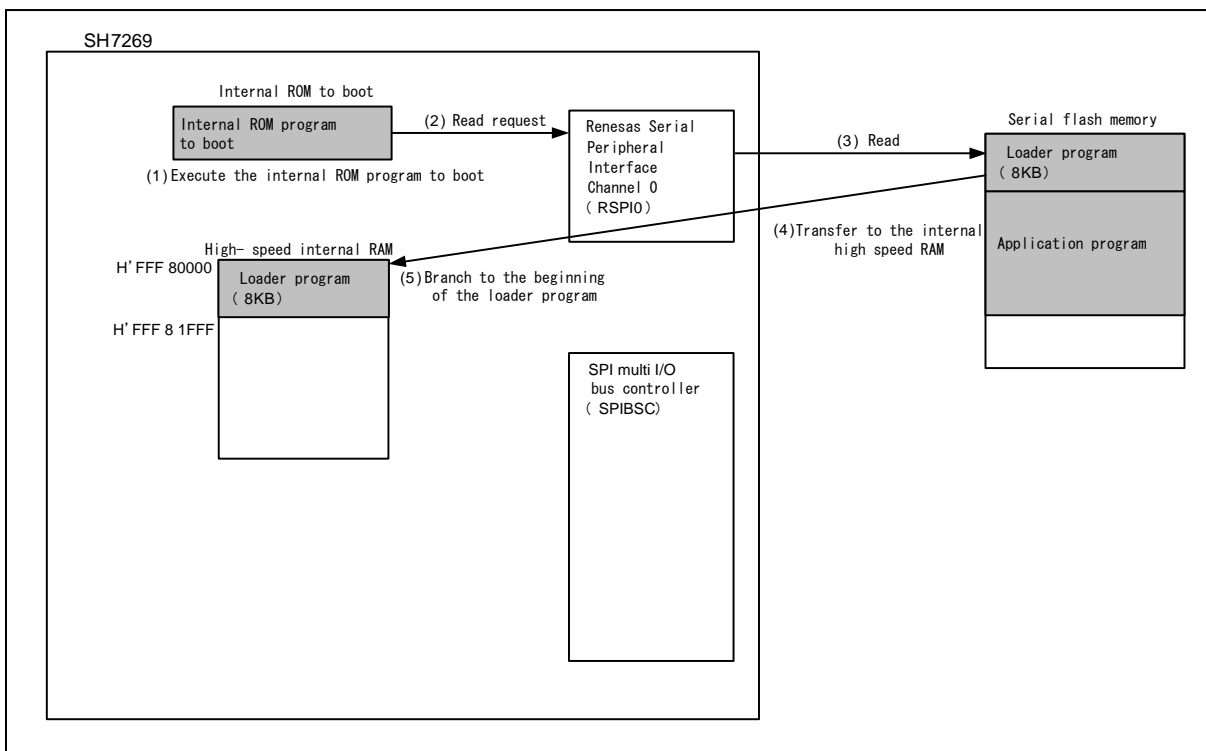 SH7269
Internal ROM to boot
Internal ROM program
to boot
(1) Execute the internal ROM program to boot
(2) Read request
Renesas Serial
Peripheral
Interface
Channel 0
( RSPI0)
(3) Read
Serial flash memory
Loader program
( 8KB)
Application program
(4)Transfer to the internal
high speed RAM
High- speed internal RAM
H'FFF 80000
Loader program
( 8KB)
H'FFF 8 1FFF
(5)Branch to the beginning
of the loader program
SPI multi I/O
bus controller
( SPIBSC)